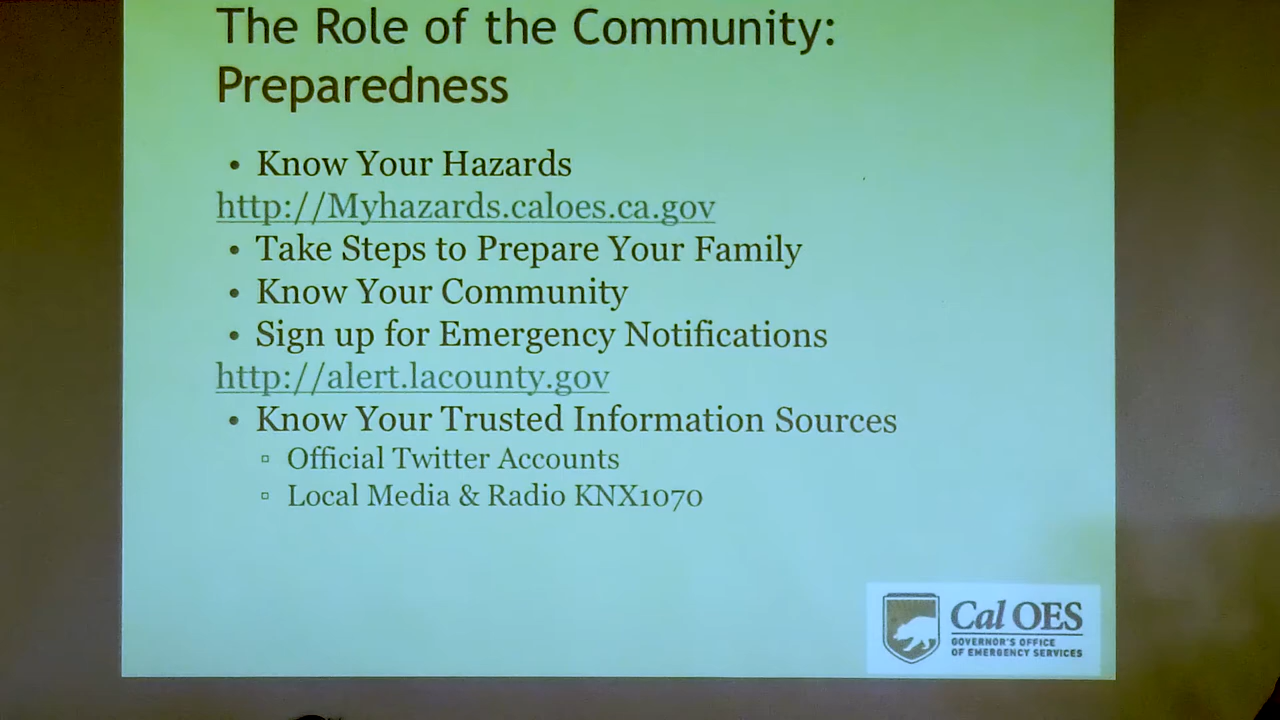 The Role of the Community:
Preparedness
• Know Your Hazards
http://Myhazards.caloes.ca.gov
• Take Steps to Prepare Your Family
• Know Your Community
• Sign up for Emergency Notifications
http://alert.lacounty.gov
• Know Your Trusted Information Sources
▫ Official Twitter Accounts
▫ Local Media & Radio KNX1070
Cal OES
GOVERNOR'S OFFICE
OF EMERGENCY SERVICES